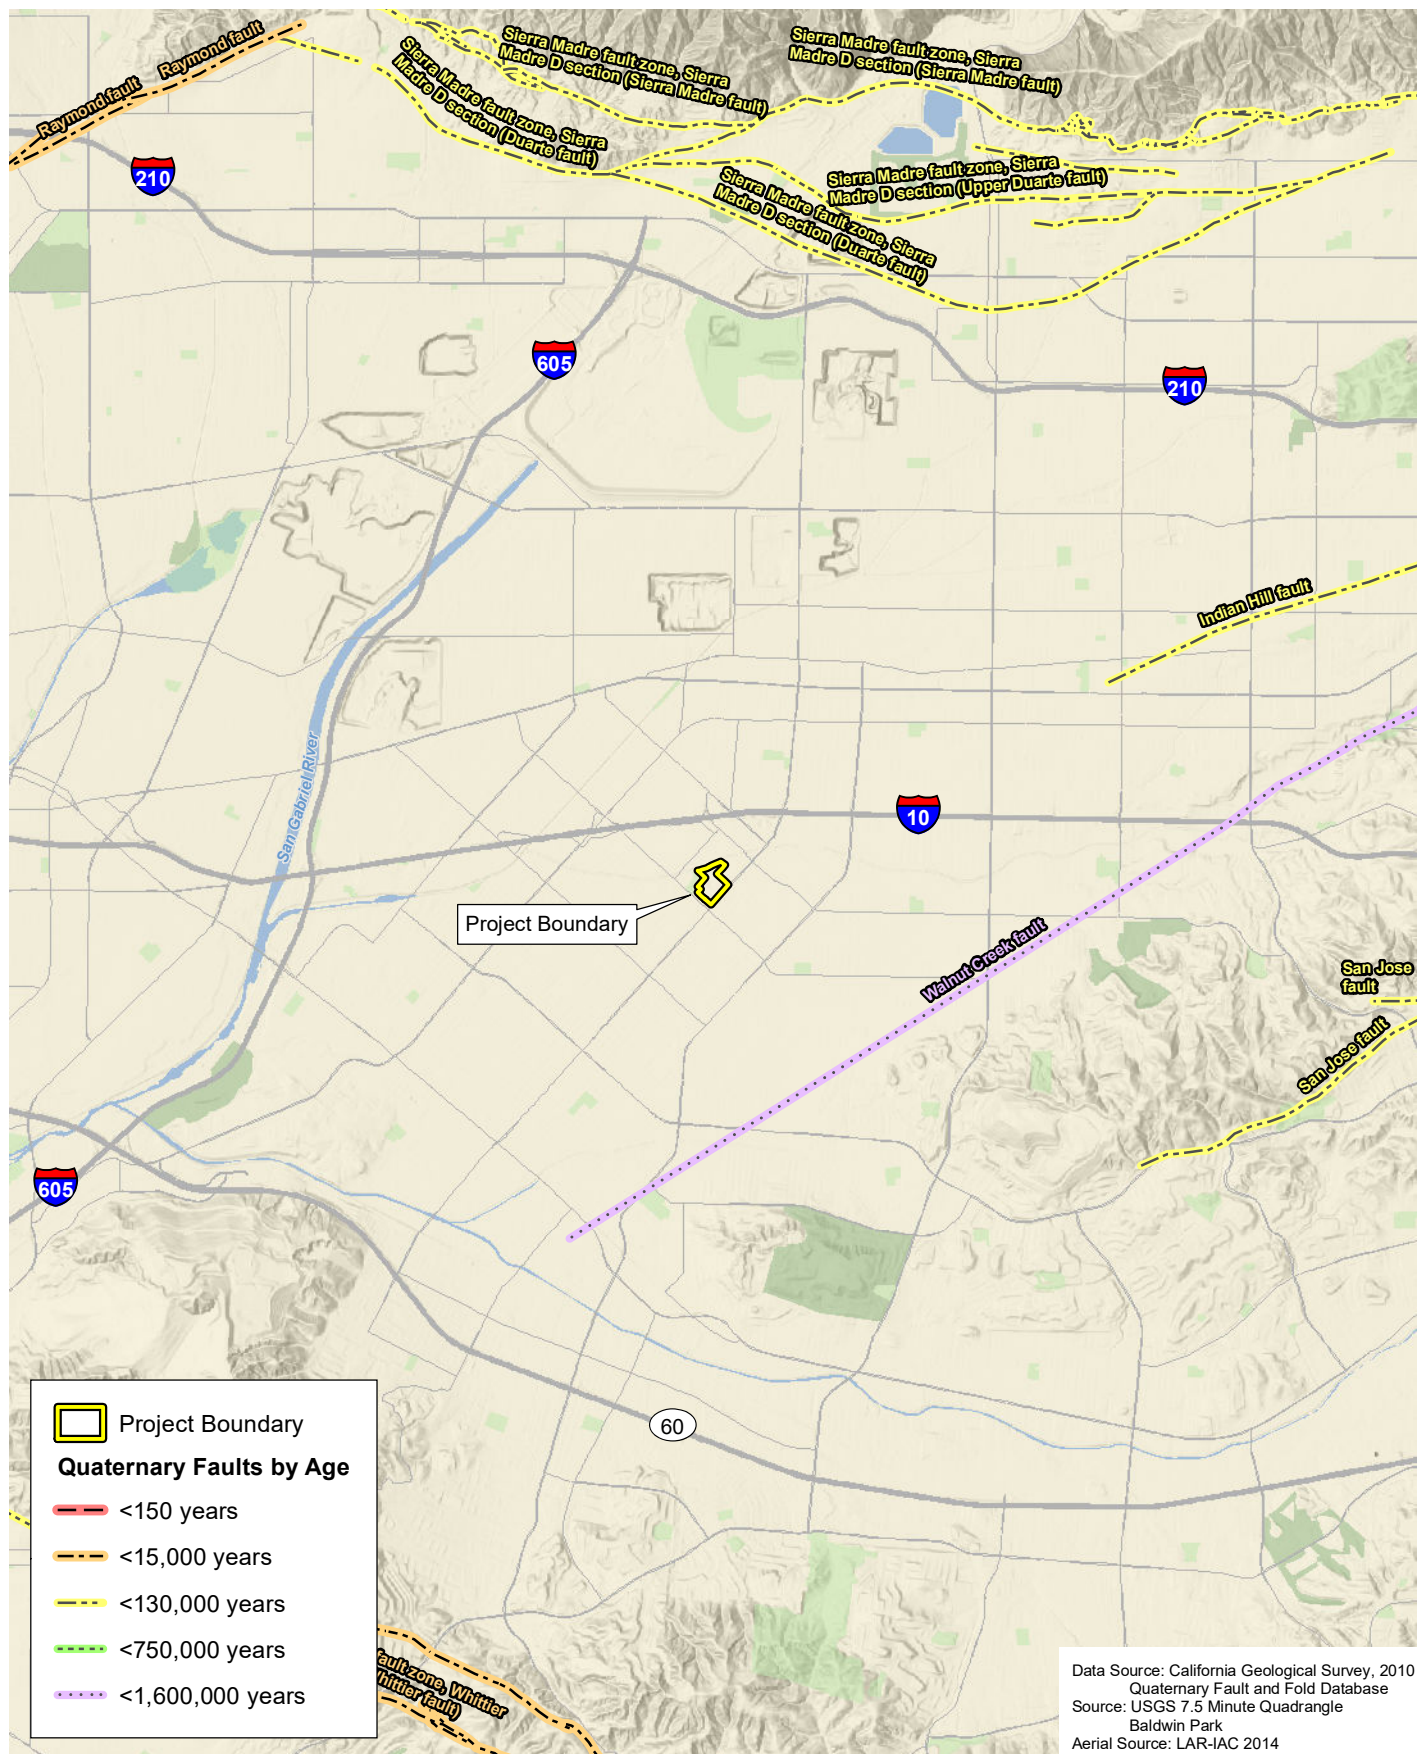 Raymond fault
Raymond fault
Sierra Madre fault zone, Sierra
Madre D section (Sierra Madre fault)
Sierra Madre fault zone, Sierra
Madre D section (Sierra Madre fault)
Sierra Madre fault zone, Sierra
Madre D section (Duarte fault)
Sierra Madre fault zone, Sierra
Madre D section (Upper Duarte fault)
Sierra Madre fault zone, Sierra
Madre D section (Duarte fault)
210
605
210
Indian Hill fault
San Gabriel River
10
Project Boundary
Walnut Creek fault
San Jose
fault
San Jose fault
605
60
Project Boundary
Quaternary Faults by Age
<150 years
<15,000 years
<130,000 years
<750,000 years
<1,600,000 years
fault zone, Whittier
hittier fault)
Data Source: California Geological Survey, 2010
Quaternary Fault and Fold Database
Source: USGS 7.5 Minute Quadrangle
Baldwin Park
Aerial Source: LAR-IAC 2014